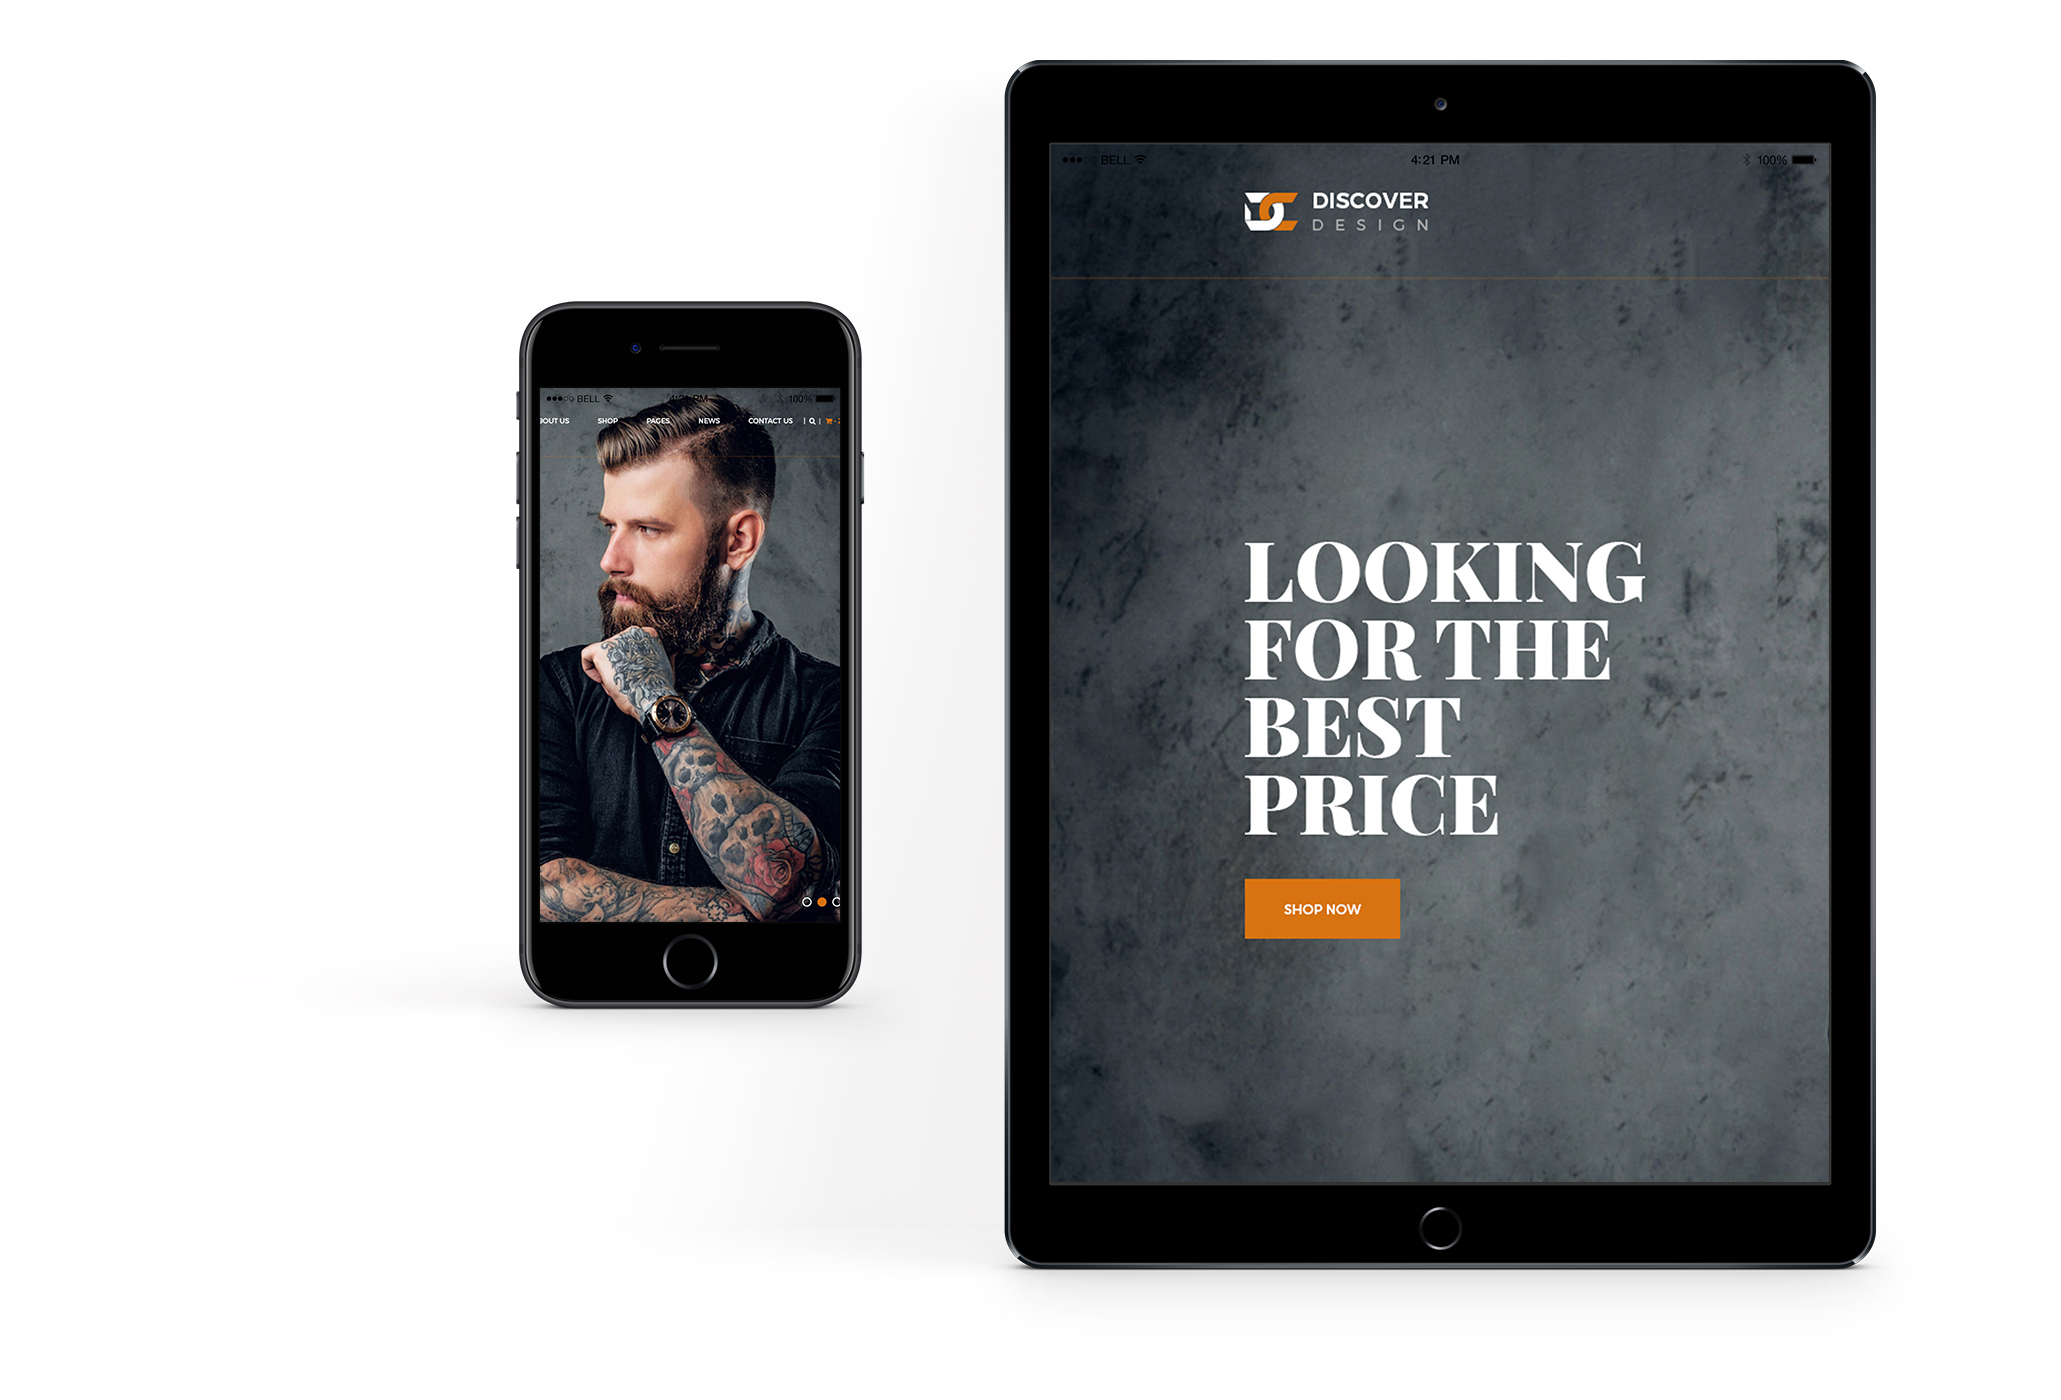 BELL 4:21 PM 100%
BOUT US SHOP PAGES NEWS CONTACT US
BELL 4:21 PM 100%
DISCOVER
DESIGN
LOOKING
FOR THE
BEST
PRICE
SHOP NOW